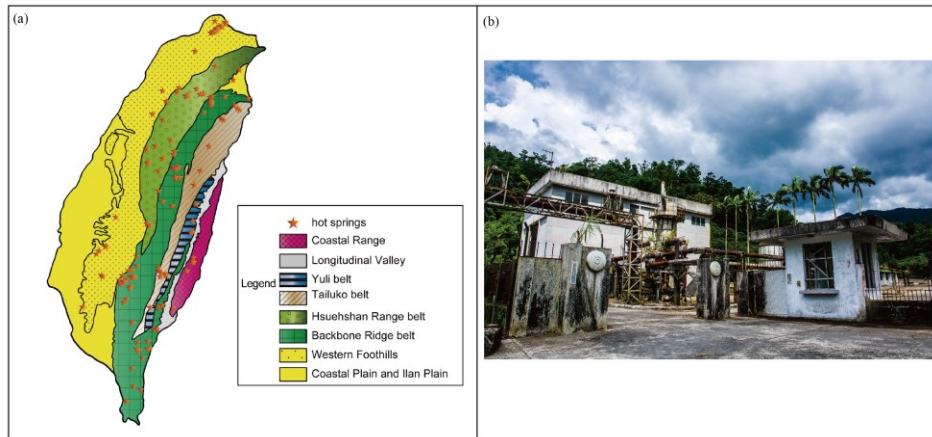 (a)
(b)
hot springs
Coastal Range
Longitudinal Valley
Legend
Yuli belt
Tailuko belt
Hsuehshan Range belt
Backbone Ridge belt
Western Foothills
Coastal Plain and Ilan Plain